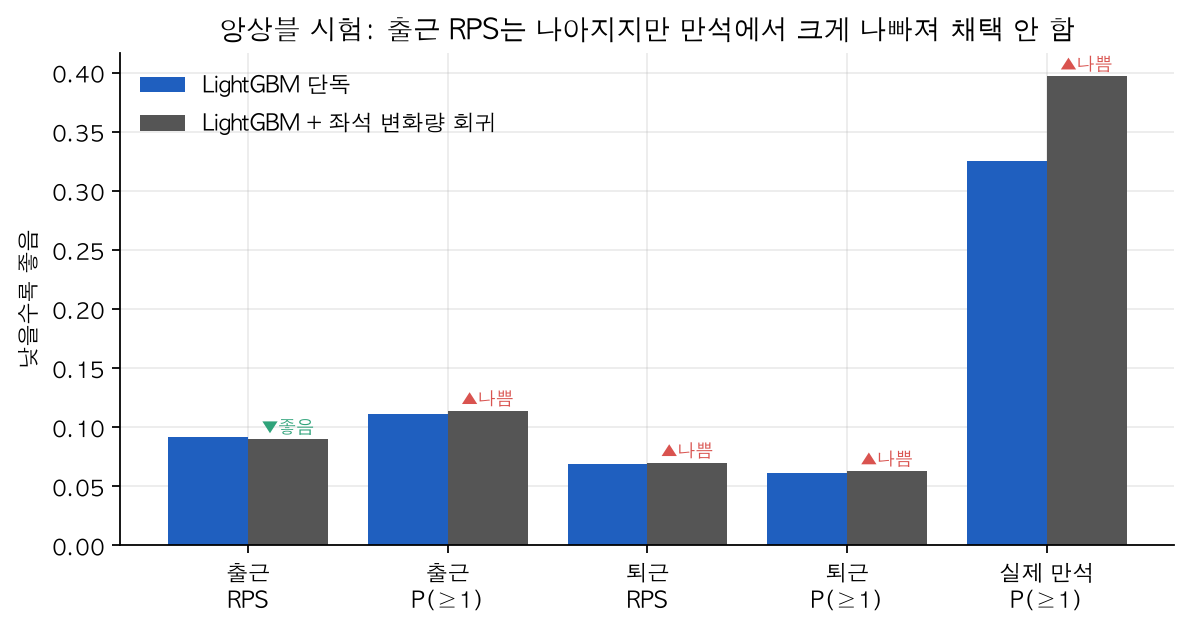 앙상블 시험: 출근 RPS는 나아지지만 만석에서 크게 나빠져 채택 안 함
LightGBM 단독
LightGBM + 좌석 변화량 회귀
낮을수록 좋음
0.40
0.35
0.30
0.25
0.20
0.15
0.10
0.05
0.00
▼좋음
▲나쁨
▲나쁨
▲나쁨
▲나쁨
출근
RPS
출근
P(≥1)
퇴근
RPS
퇴근
P(≥1)
실제 만석
P(≥1)